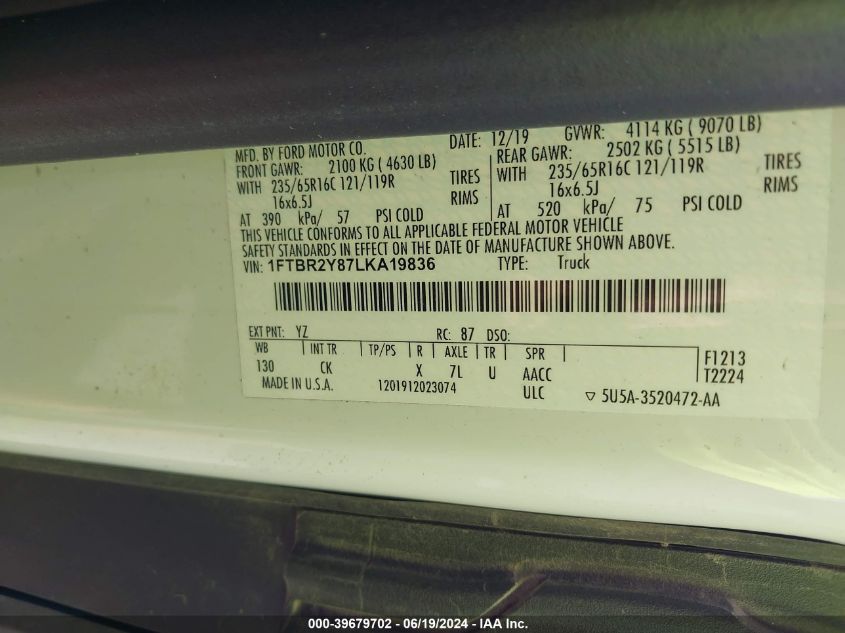 MFD. BY FORD MOTOR CO. DATE: 12/19 GVWR: 4114 KG ( 9070 LB)
FRONT GAWR: 2100 KG ( 4630 LB) REAR GAWR: 2502 KG ( 5515 LB)
WITH 235/65R16C 121/119R TIRES WITH 235/65R16C 121/119R TIRES
16x6.5J RIMS 16x6.5J RIMS
AT 390 kPa/ 57 PSI COLD AT 520 kPa/ 75 PSI COLD
THIS VEHICLE CONFORMS TO ALL APPLICABLE FEDERAL MOTOR VEHICLE
SAFETY STANDARDS IN EFFECT ON THE DATE OF MANUFACTURE SHOWN ABOVE.
VIN: 1FTBR2Y87LKA19836 TYPE: Truck
EXT PNT: YZ RC: 87 DSO:
WB INT TR TP/PS R AXLE TR SPR F1213
130 CK X 7L U AACC T2224
MADE IN U.S.A. 1201912023074 ULC ▽ 5U5A-3520472-AA
000-39679702 - 06/19/2024 - IAA Inc.